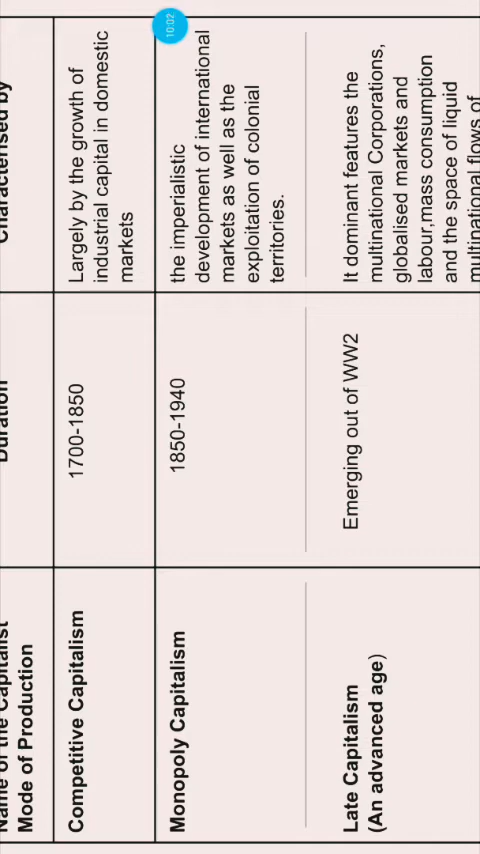 Name of the Capitalist
Mode of Production
Duration
Characterised by
Competitive Capitalism
1700-1850
Largely by the growth of
industrial capital in domestic
markets
Monopoly Capitalism
1850-1940
the imperialistic
development of international
markets as well as the
exploitation of colonial
territories.
Late Capitalism
(An advanced age)
Emerging out of WW2
It dominant features the
multinational Corporations,
globalised markets and
labour,mass consumption
and the space of liquid
multinational flows of
10:02